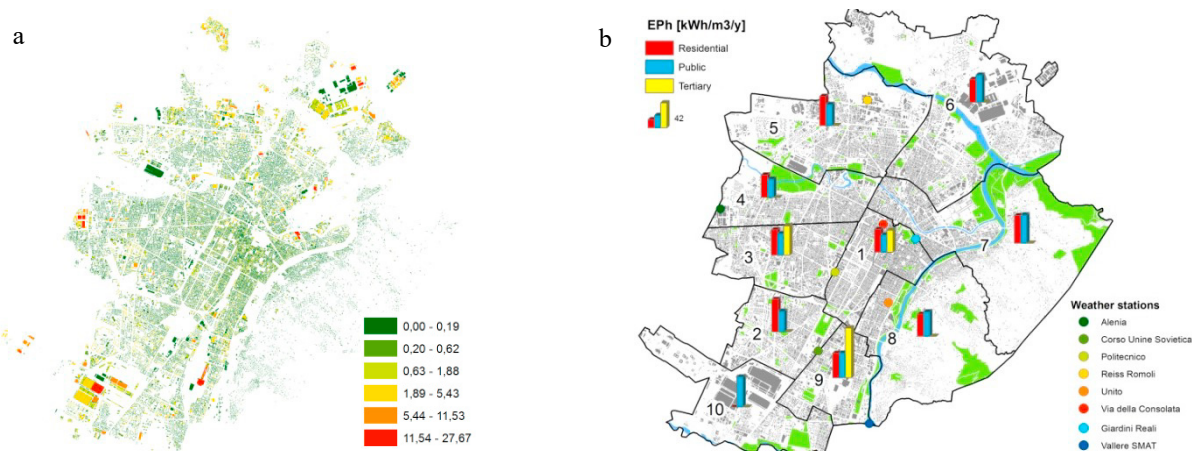 a
0,00 - 0,19
0,20 - 0,62
0,63 - 1,88
1,89 - 5,43
5,44 - 11,53
11,54 - 27,67
b
EPh [kWh/m3/y]
Residential
Public
Tertiary
42
6
5
4
7
3
1
2
8
9
10
Weather stations
Alenia
Corso Unine Sovietica
Politecnico
Reiss Romoli
Unito
Via della Consolata
Giardini Reali
Vallere SMAT